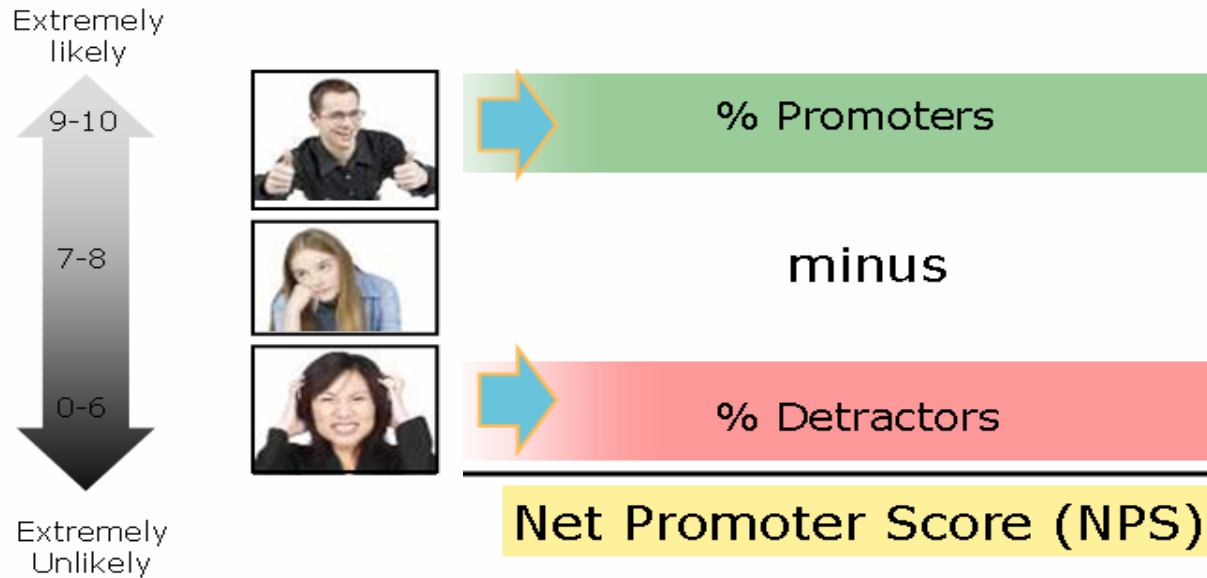 Extremely
likely
9-10
% Promoters
7-8
minus
0-6
% Detractors
Net Promoter Score (NPS)
Extremely
Unlikely